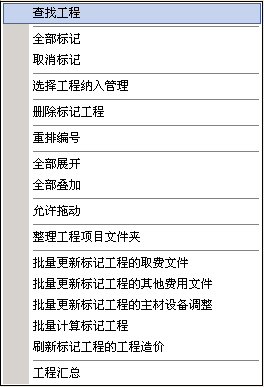 查找工程
全部标记
取消标记
选择工程纳入管理
删除标记工程
重排编号
全部展开
全部叠加
允许拖动
整理工程项目文件夹
批量更新标记工程的取费文件
批量更新标记工程的其他费用文件
批量更新标记工程的主材设备调整
批量计算标记工程
刷新标记工程的工程造价
工程汇总